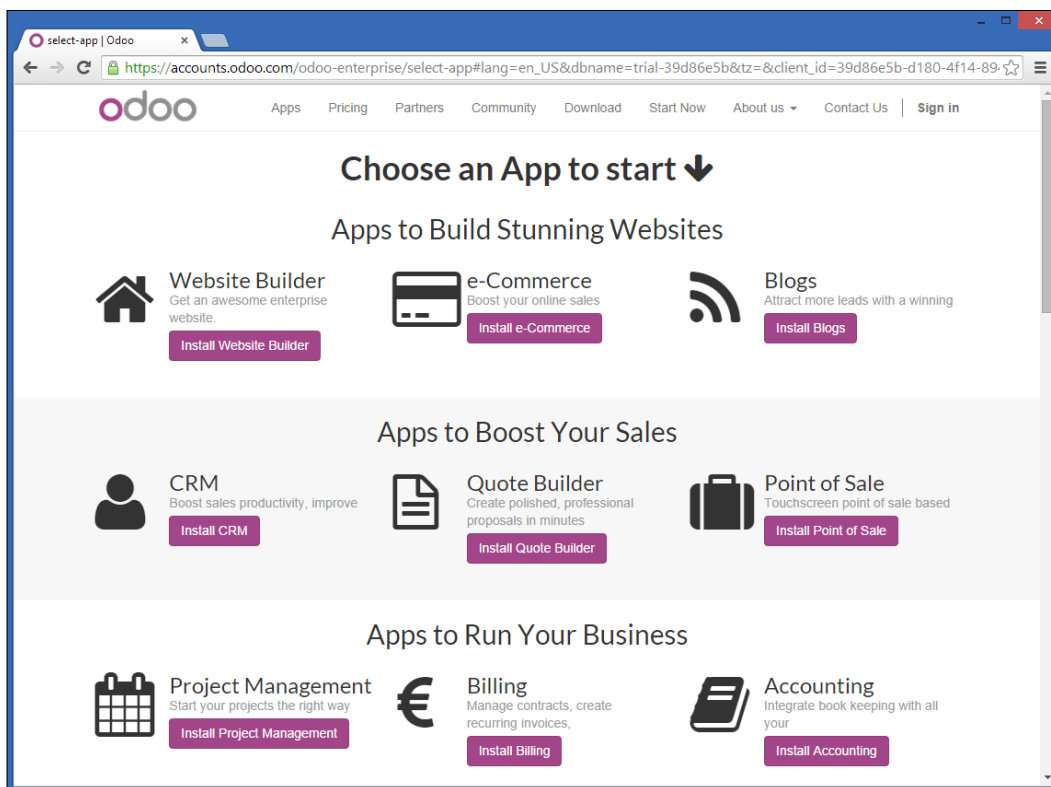 select-app | Odoo
https://accounts.odoo.com/odoo-enterprise/select-app#lang=en_US&dbname=trial-39d86e5b&tz=&client_id=39d86e5b-d180-4f14-89
odoo Apps Pricing Partners Community Download Start Now About us Contact Us Sign in
Choose an App to start
Apps to Build Stunning Websites
Website Builder
Get an awesome enterprise
website.
Install Website Builder
e-Commerce
Boost your online sales
Install e-Commerce
Blogs
Attract more leads with a winning
Install Blogs
Apps to Boost Your Sales
CRM
Boost sales productivity, improve
Install CRM
Quote Builder
Create polished, professional
proposals in minutes
Install Quote Builder
Point of Sale
Touchscreen point of sale based
Install Point of Sale
Apps to Run Your Business
Project Management
Start your projects the right way
Install Project Management
Billing
Manage contracts, create
recurring invoices,
Install Billing
Accounting
Integrate book keeping with all
your
Install Accounting